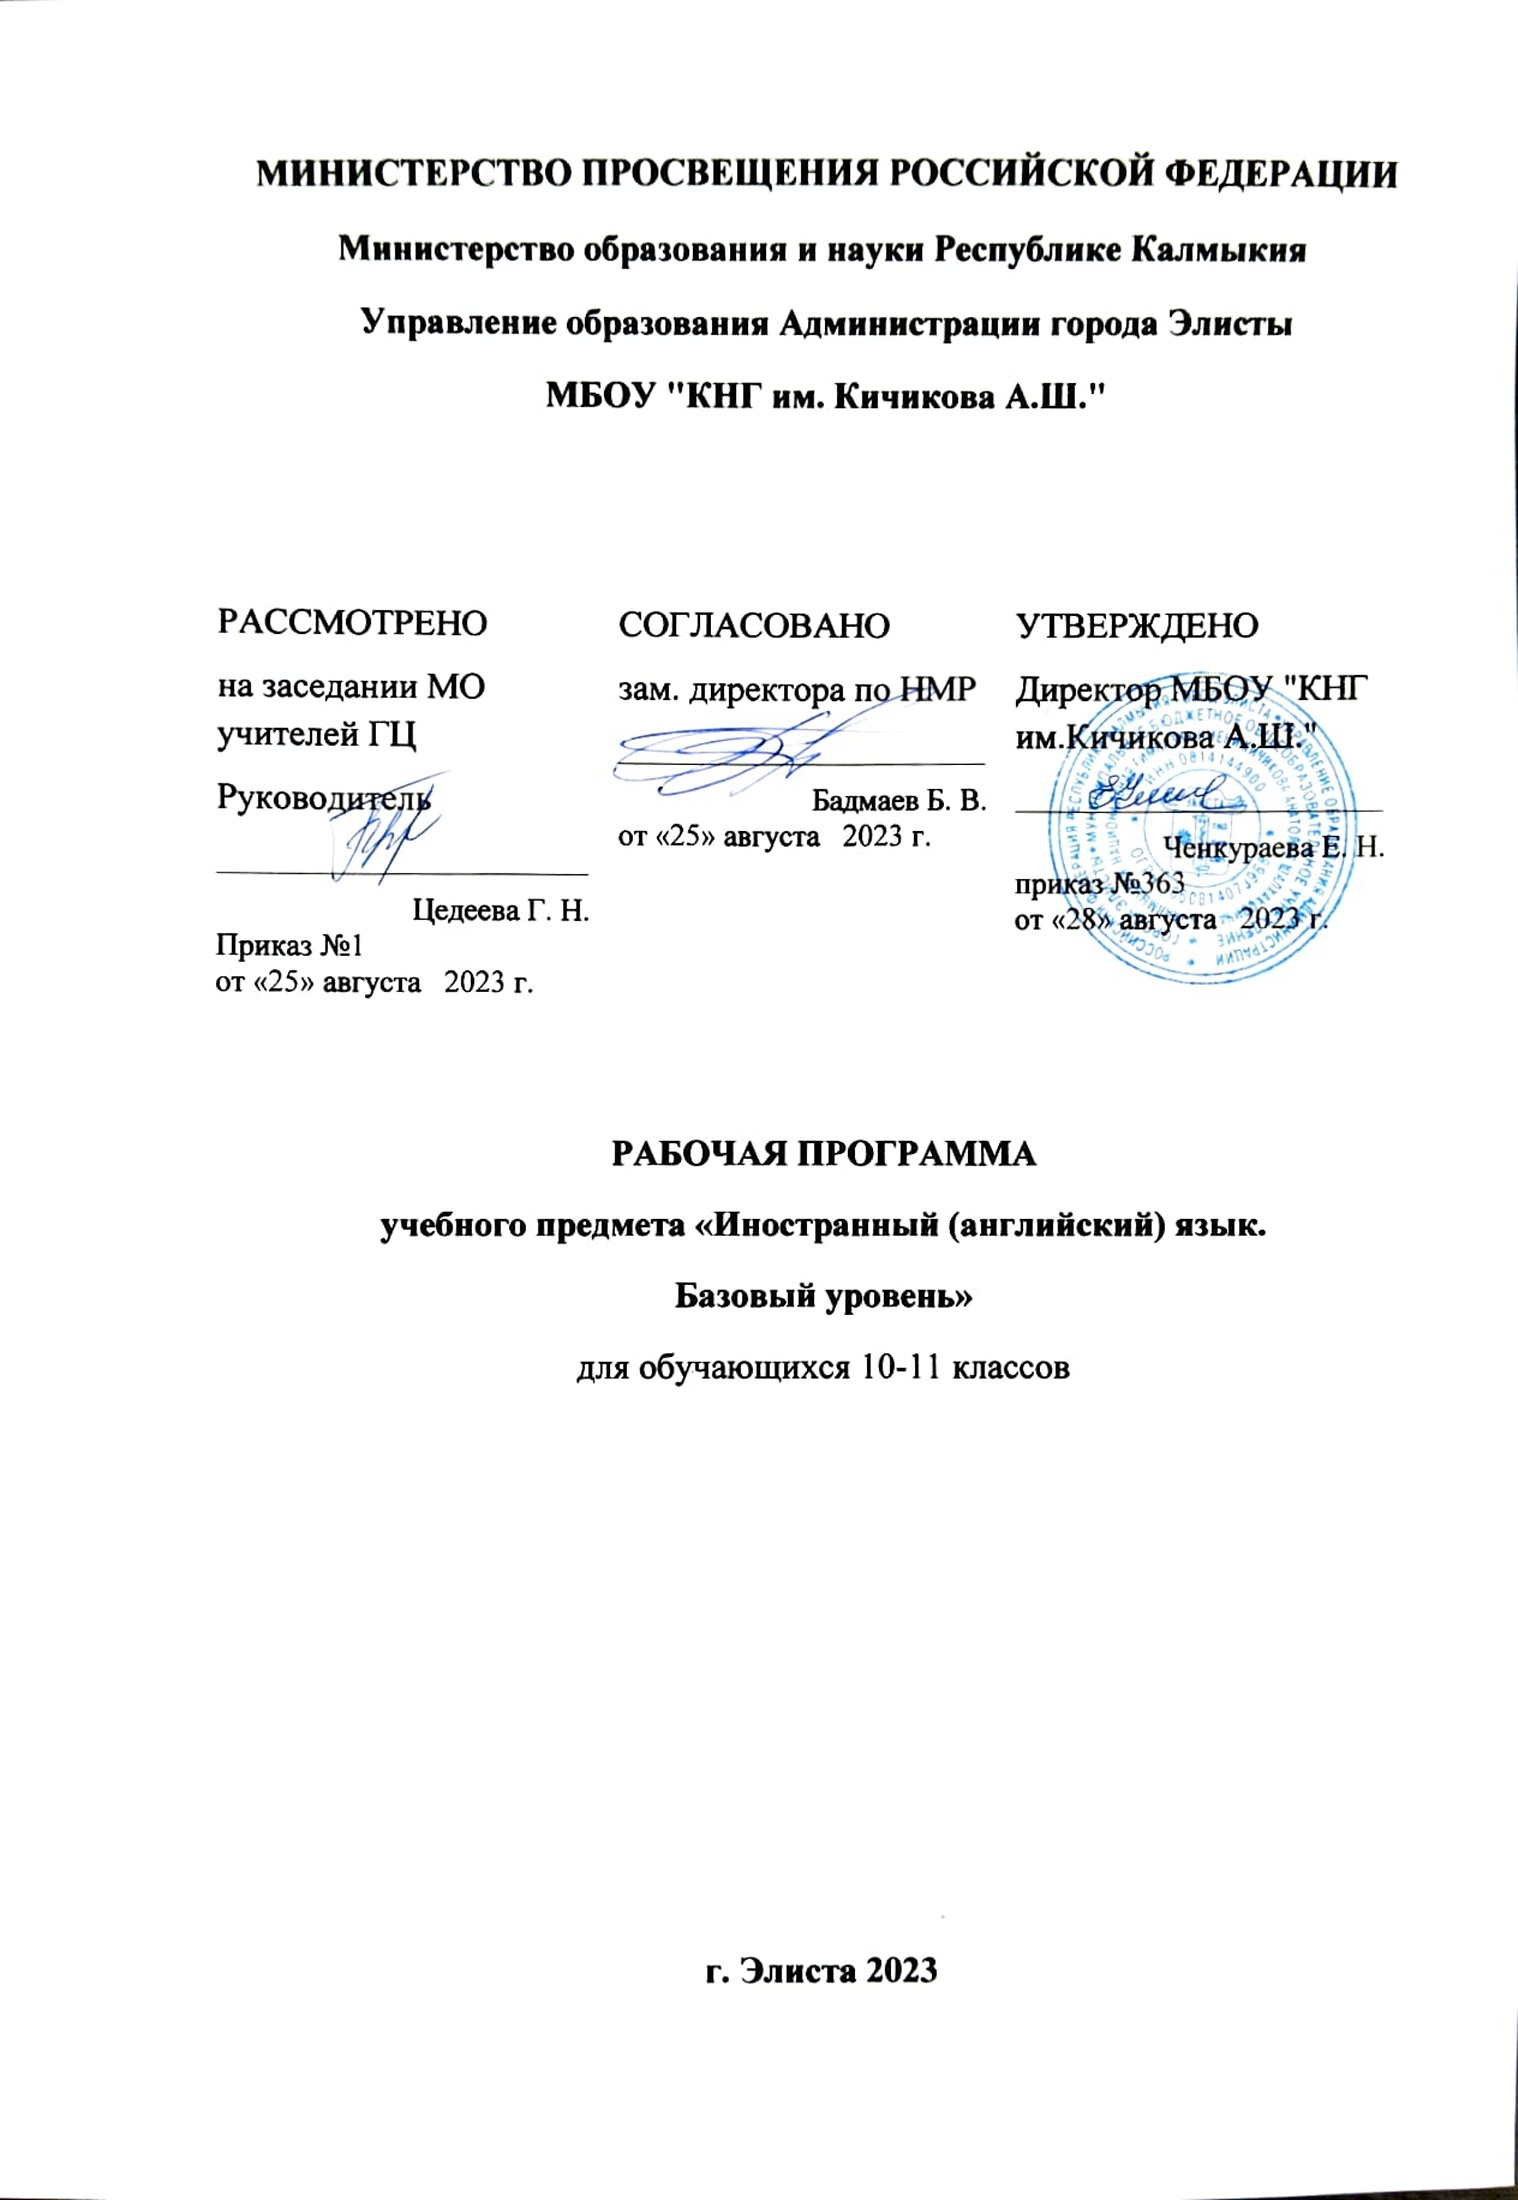 МИНИСТЕРСТВО ПРОСВЕЩЕНИЯ РОССИЙСКОЙ ФЕДЕРАЦИИ
Министерство образования и науки Республике Калмыкия
Управление образования Администрации города Элисты
МБОУ "КНГ им. Кичикова А.Ш."
РАССМОТРЕНО
на заседании МО
учителей ГЦ
Руководитель
Цедеева Г. Н.
Приказ №1
от «25» августа 2023 г.
СОГЛАСОВАНО
зам. директора по НМР
Бадмаев Б. В.
от «25» августа 2023 г.
УТВЕРЖДЕНО
Директор МБОУ "КНГ
им.Кичикова А.Ш."
Ченкураева Е. Н.
приказ №363
от «28» августа 2023 г.
ИНН 0814144900
РАБОЧАЯ ПРОГРАММА
учебного предмета «Иностранный (английский) язык.
Базовый уровень»
для обучающихся 10-11 классов
г. Элиста 2023